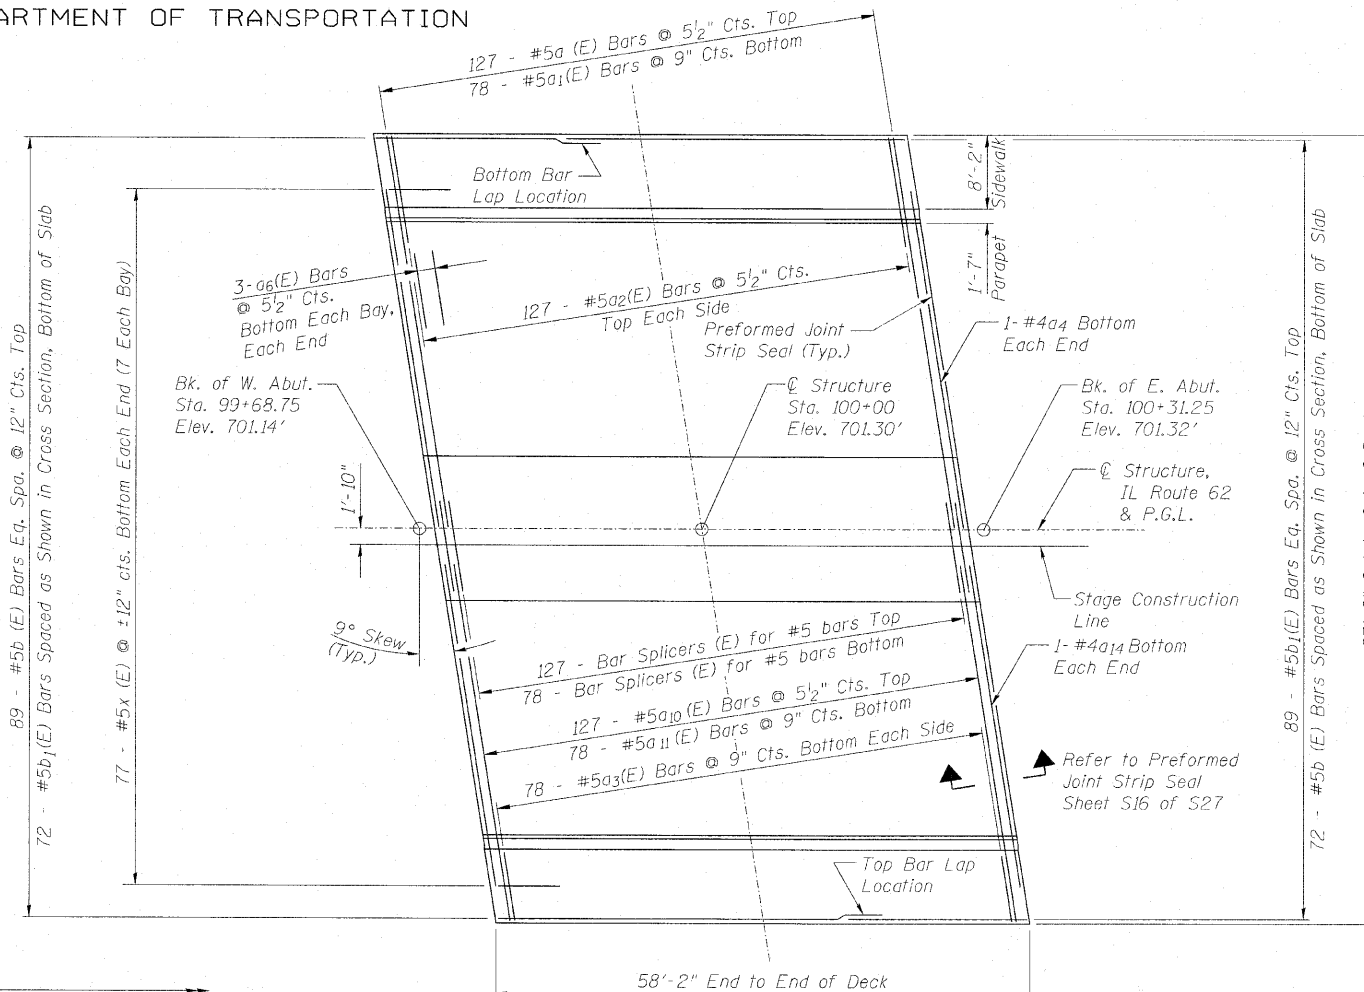 ARTMENT OF TRANSPORTATION
127 - #5a (E) Bars @ 5½" Cts. Top
78 - #5a1(E) Bars @ 9" Cts. Bottom
Bottom Bar
Lap Location
8'-2"
Sidewalk
1'-7"
Parapet
3-a6(E) Bars
@ 5½" Cts.
Bottom Each Bay,
Each End
127 - #5a2(E) Bars @ 5½" Cts.
Top Each Side
Preformed Joint
Strip Seal (Typ.)
1- #4a4 Bottom
Each End
Bk. of W. Abut.
Sta. 99+68.75
Elev. 701.14'
℄ Structure
Sta. 100+00
Elev. 701.30'
Bk. of E. Abut.
Sta. 100+31.25
Elev. 701.32'
1'-10"
℄ Structure,
IL Route 62
& P.G.L.
9° Skew
(Typ.)
Stage Construction
Line
127 - Bar Splicers (E) for #5 bars Top
78 - Bar Splicers (E) for #5 bars Bottom
1- #4a14 Bottom
Each End
127 - #5a10 (E) Bars @ 5½" Cts. Top
78 - #5a11 (E) Bars @ 9" Cts. Bottom
78 - #5a3(E) Bars @ 9" Cts. Bottom Each Side
Refer to Preformed
Joint Strip Seal
Sheet S16 of S27
Top Bar Lap
Location
58'-2" End to End of Deck
89 - #5b (E) Bars Eq. Spa. @ 12" Cts. Top
72 - #5b1(E) Bars Spaced as Shown in Cross Section, Bottom of Slab
77 - #5x (E) @ ±12" cts. Bottom Each End (7 Each Bay)
89 - #5b1(E) Bars Eq. Spa. @ 12" Cts. Top
72 - #5b (E) Bars Spaced as Shown in Cross Section, Bottom of Slab